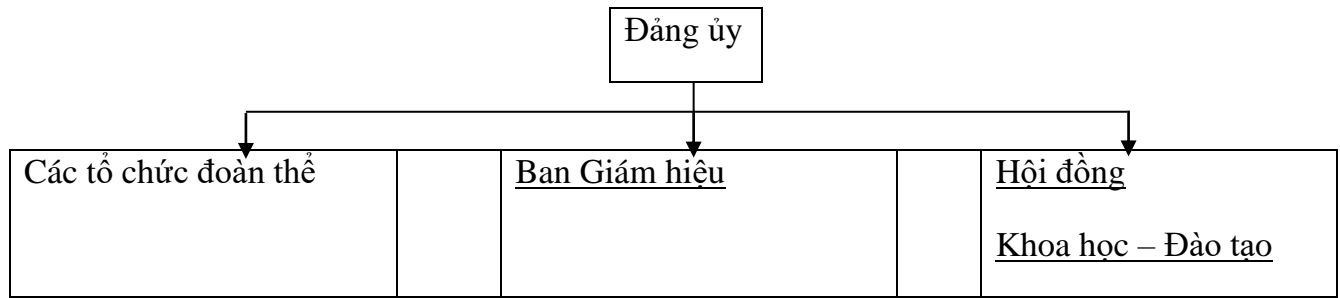 Đảng ủy
Các tổ chức đoàn thể
Ban Giám hiệu
Hội đồng
Khoa học – Đào tạo